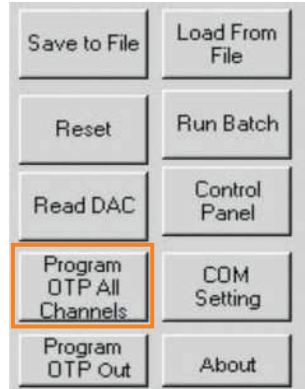 Save to File
Load From
File
Reset
Run Batch
Read DAC
Control
Panel
Program
OTP All
Channels
COM
Setting
Program
OTP Out
About